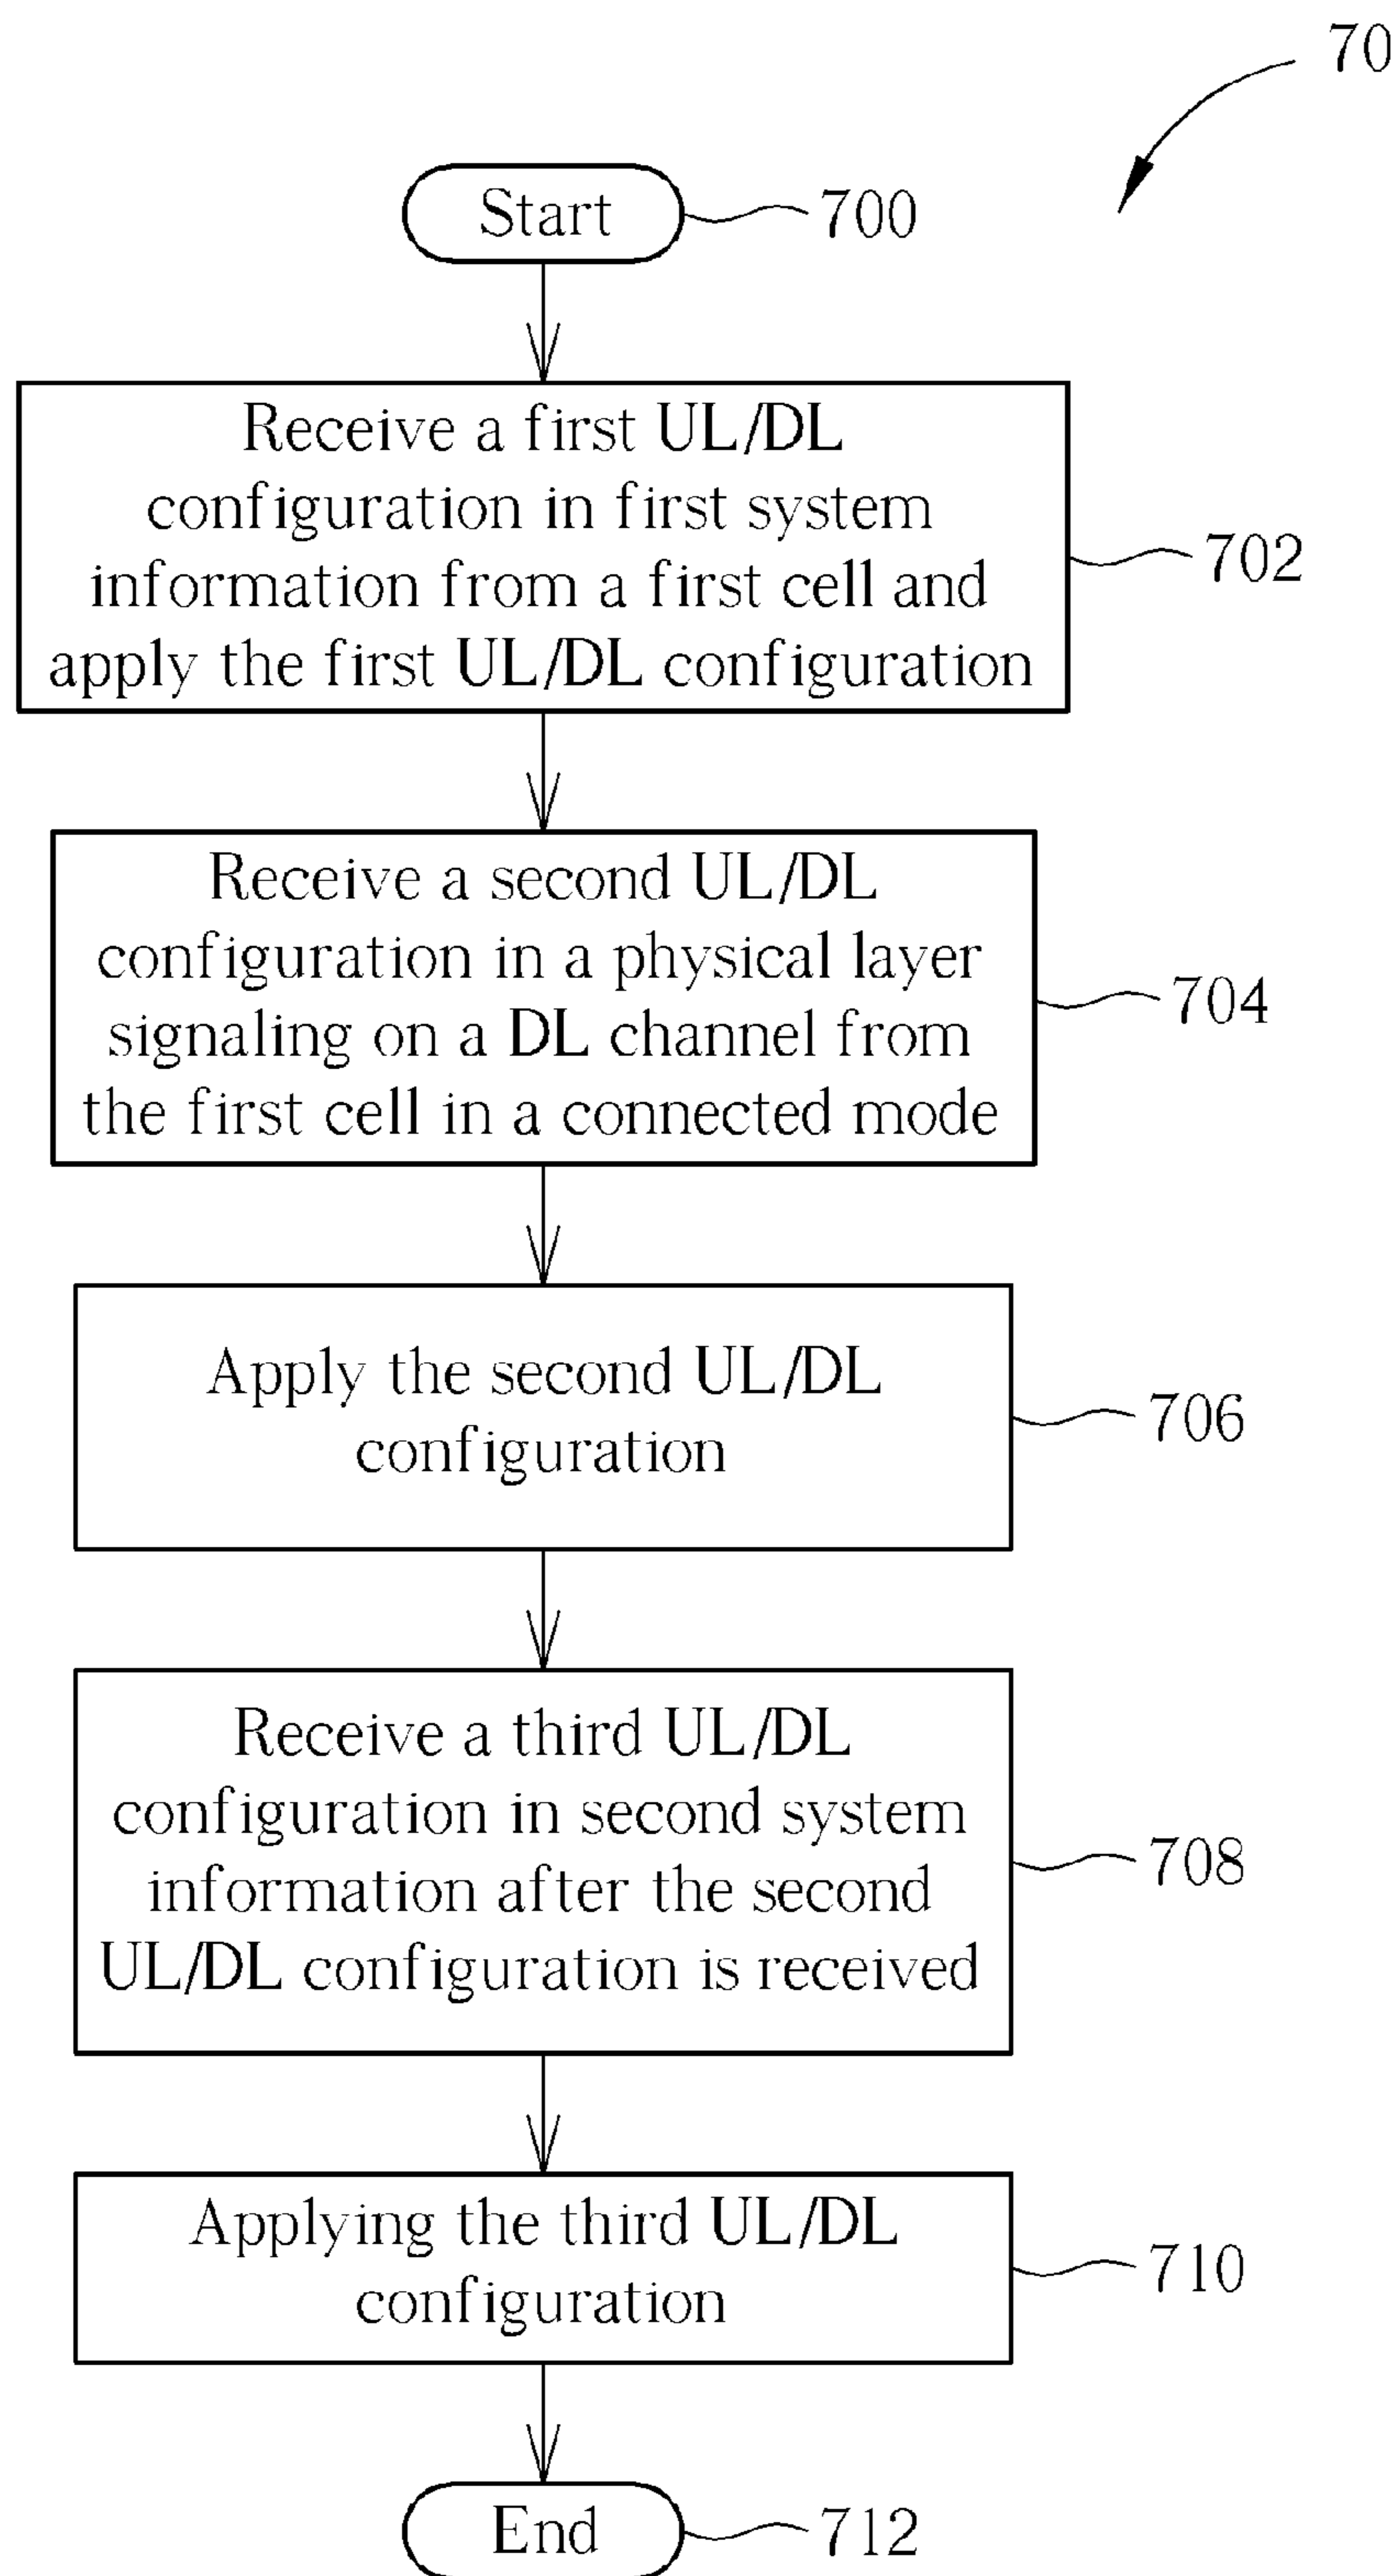 70
Start
700
Receive a first UL/DL
configuration in first system
information from a first cell and
apply the first UL/DL configuration
702
Receive a second UL/DL
configuration in a physical layer
signaling on a DL channel from
the first cell in a connected mode
704
Apply the second UL/DL
configuration
706
Receive a third UL/DL
configuration in second system
information after the second
UL/DL configuration is received
708
Applying the third UL/DL
configuration
710
End
712